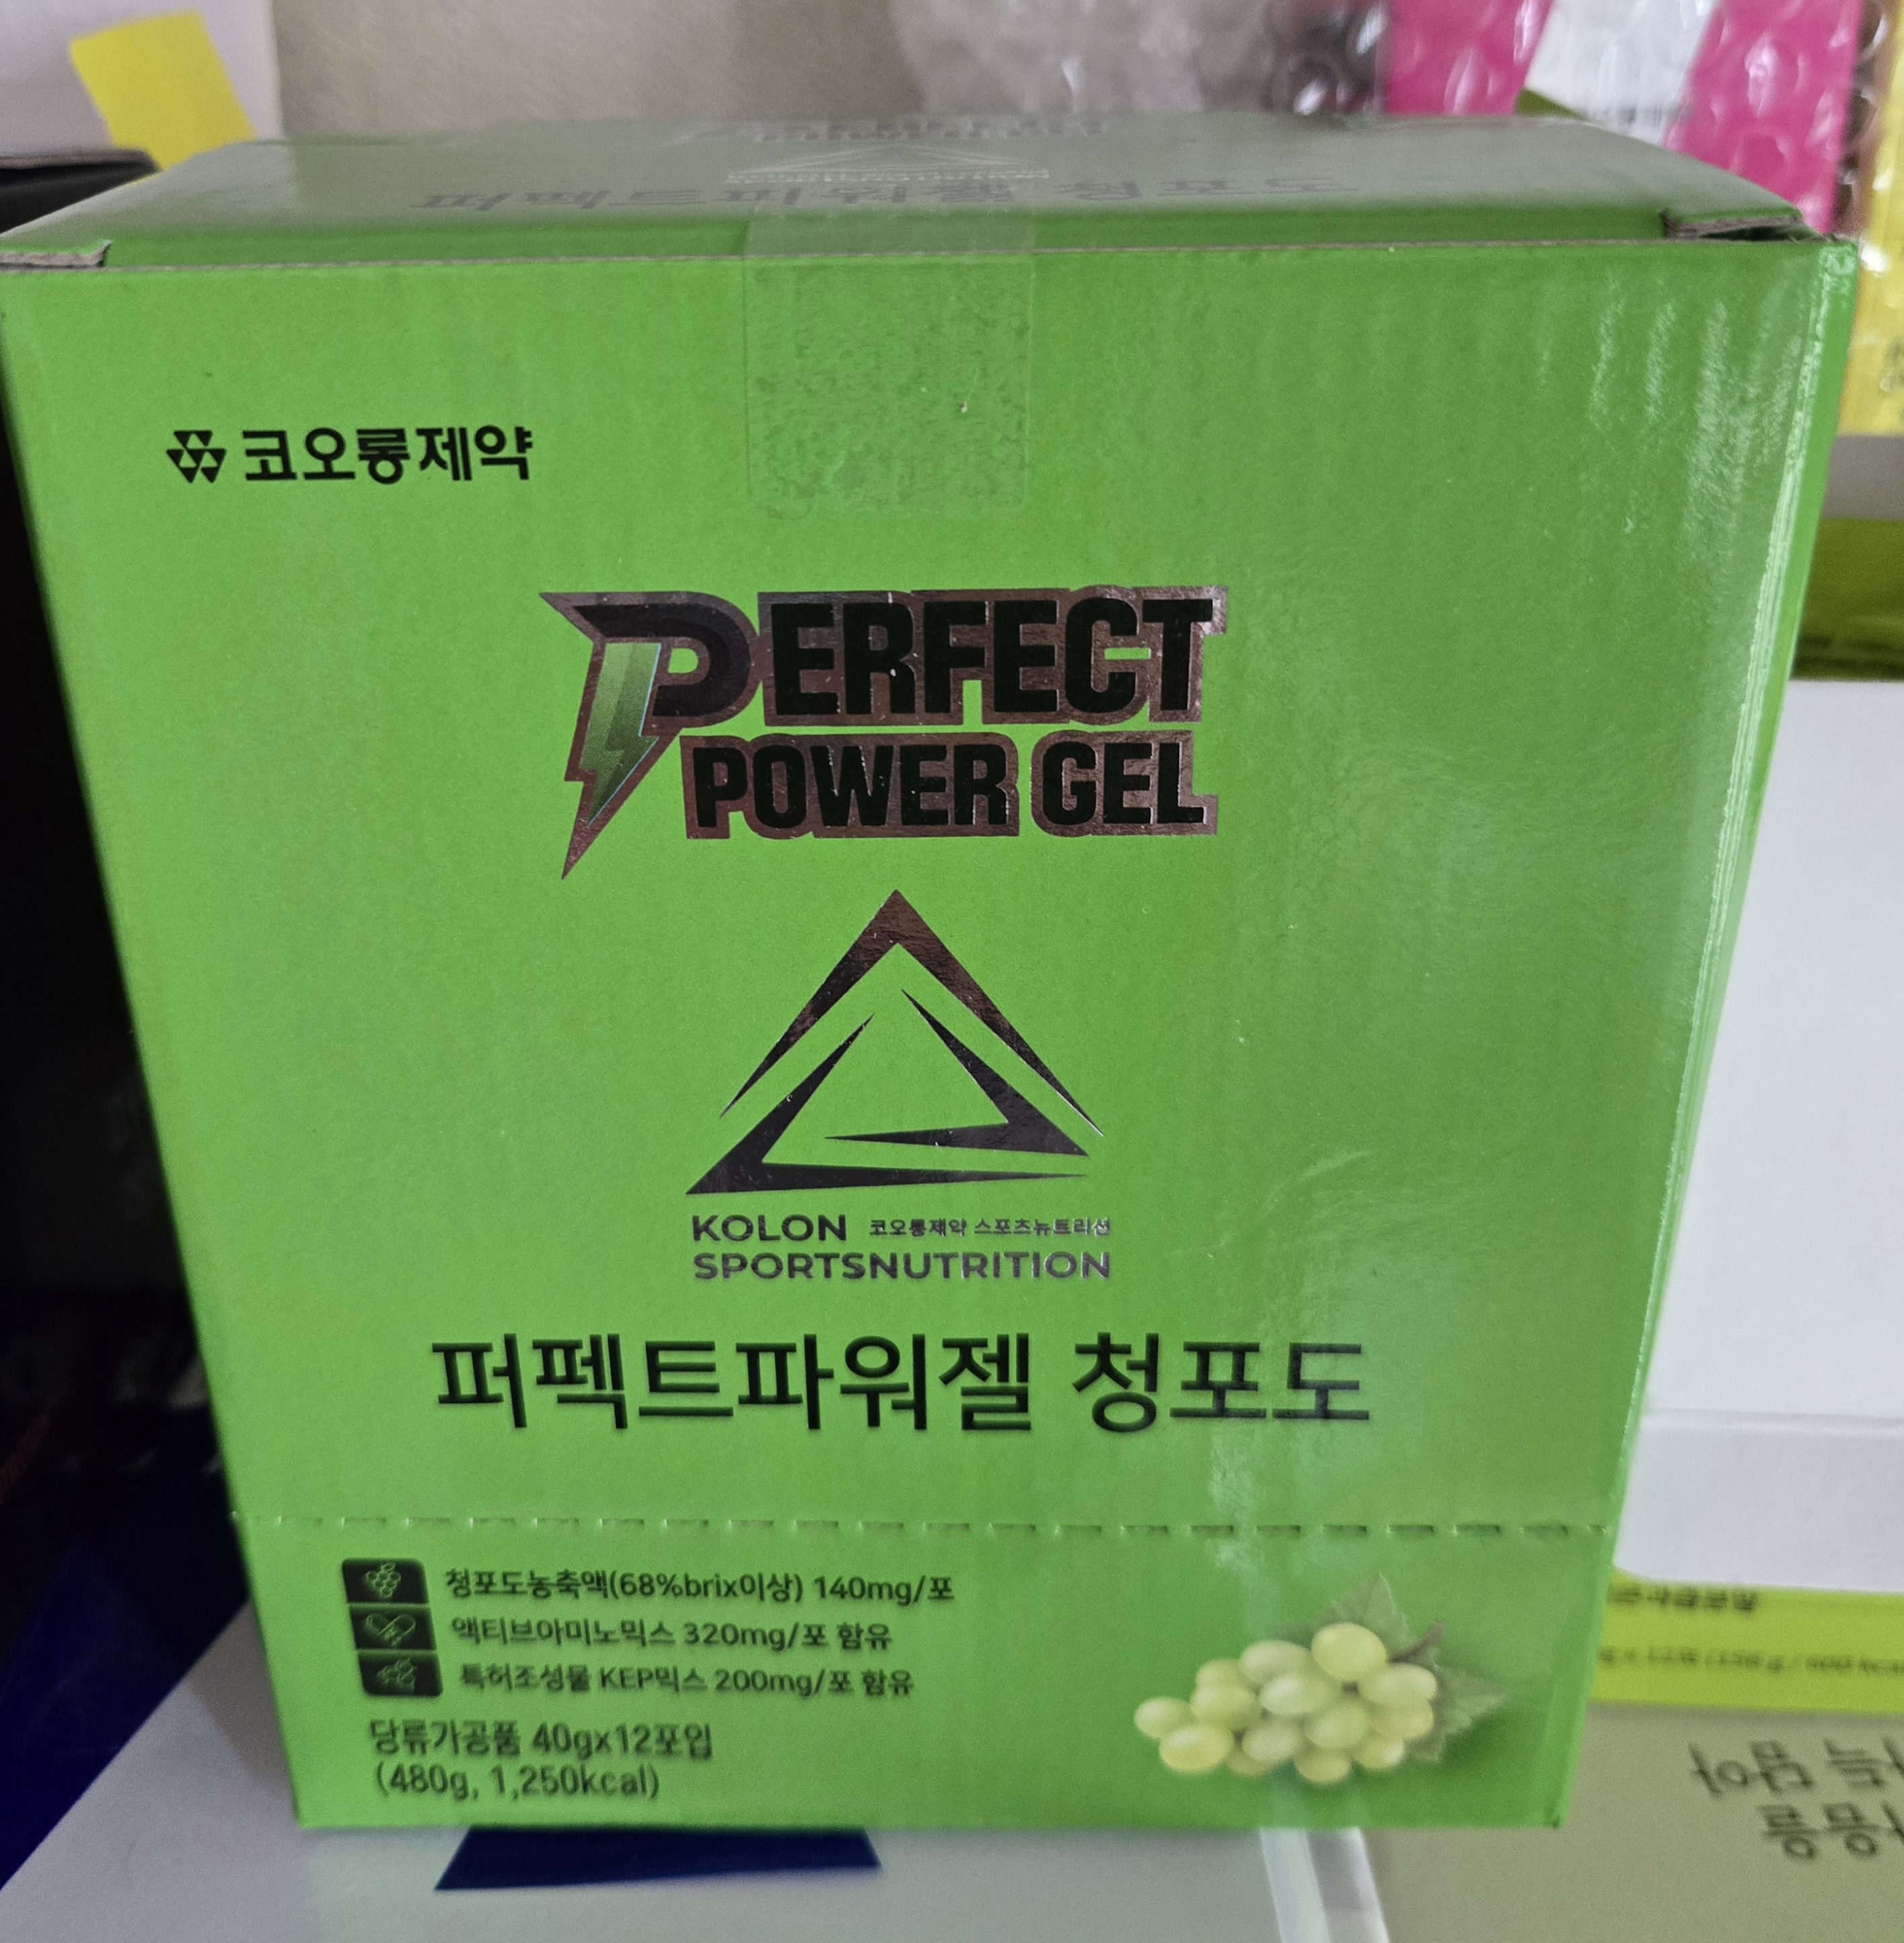 코오롱제약
PERFECT
POWER GEL
KOLON 코오롱제약 스포츠뉴트리션
SPORTSNUTRITION
퍼펙트파워젤 청포도
청포도농축액(68%brix이상) 140mg/포
액티브아미노믹스 320mg/포 함유
특허조성물 KEP믹스 200mg/포 함유
당류가공품 40gx12포입
(480g, 1,250kcal)